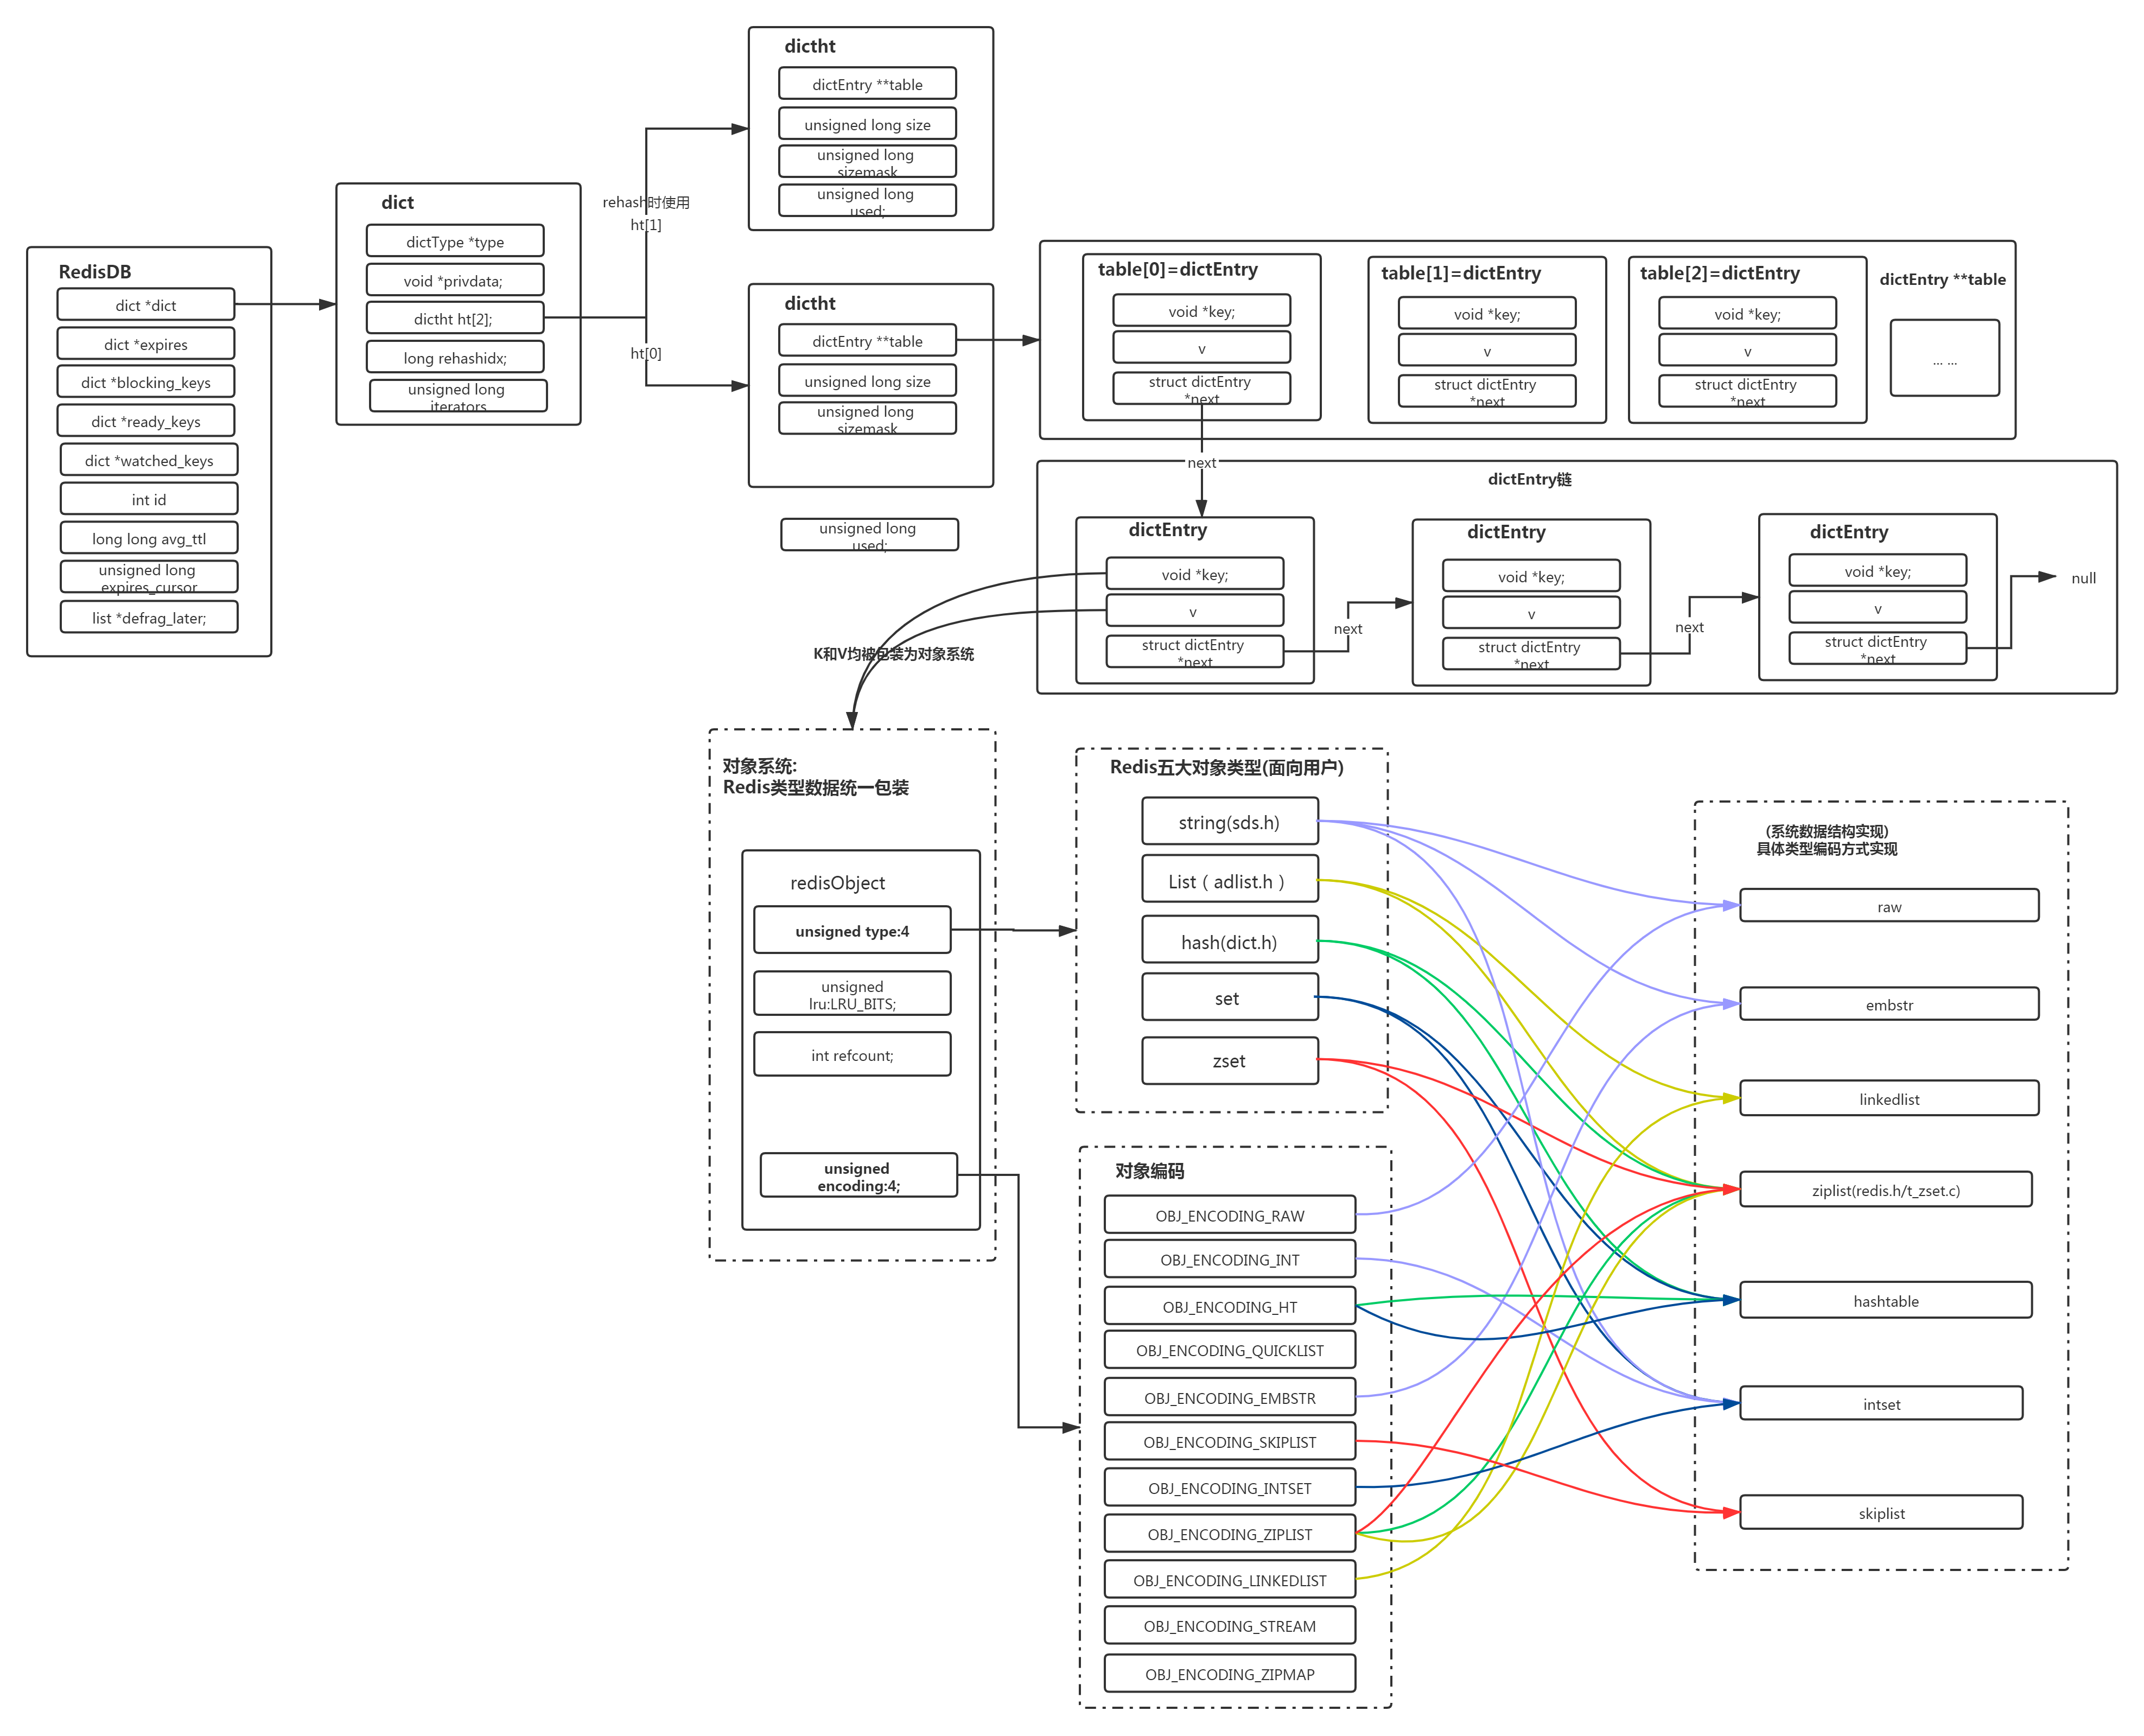 RedisDB
dict *dict
dict *expires
dict *blocking_keys
dict *ready_keys
dict *watched_keys
int id
long long avg_ttl
unsigned long
expires_cursor
list *defrag_later;
dict
dictType *type
void *privdata;
dictht ht[2];
long rehashidx;
unsigned long
iterators
rehash时使用
ht[1]
ht[0]
dictht
dictEntry **table
unsigned long size
unsigned long
sizemask
unsigned long
used;
dictht
dictEntry **table
unsigned long size
unsigned long
sizemask
unsigned long
used;
table[0]=dictEntry
void *key;
v
struct dictEntry
*next
table[1]=dictEntry
void *key;
v
struct dictEntry
*next
table[2]=dictEntry
void *key;
v
struct dictEntry
*next
dictEntry **table
... ...
next
dictEntry链
dictEntry
void *key;
v
struct dictEntry
*next
next
dictEntry
void *key;
v
struct dictEntry
*next
next
dictEntry
void *key;
v
struct dictEntry
*next
null
K和V均被包装为对象系统
对象系统:
Redis类型数据统一包装
redisObject
unsigned type:4
unsigned
lru:LRU_BITS;
int refcount;
unsigned
encoding:4;
Redis五大对象类型(面向用户)
string(sds.h)
List ( adlist.h )
hash(dict.h)
set
zset
对象编码
OBJ_ENCODING_RAW
OBJ_ENCODING_INT
OBJ_ENCODING_HT
OBJ_ENCODING_QUICKLIST
OBJ_ENCODING_EMBSTR
OBJ_ENCODING_SKIPLIST
OBJ_ENCODING_INTSET
OBJ_ENCODING_ZIPLIST
OBJ_ENCODING_LINKEDLIST
OBJ_ENCODING_STREAM
OBJ_ENCODING_ZIPMAP
(系统数据结构实现)
具体类型编码方式实现
raw
embstr
linkedlist
ziplist(redis.h/t_zset.c)
hashtable
intset
skiplist